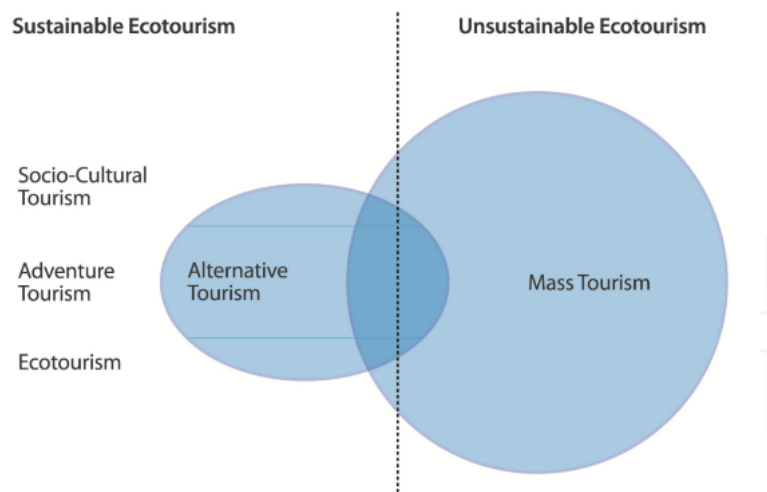 Sustainable Ecotourism
Unsustainable Ecotourism
Socio-Cultural
Tourism
Adventure
Tourism
Alternative
Tourism
Mass Tourism
Ecotourism